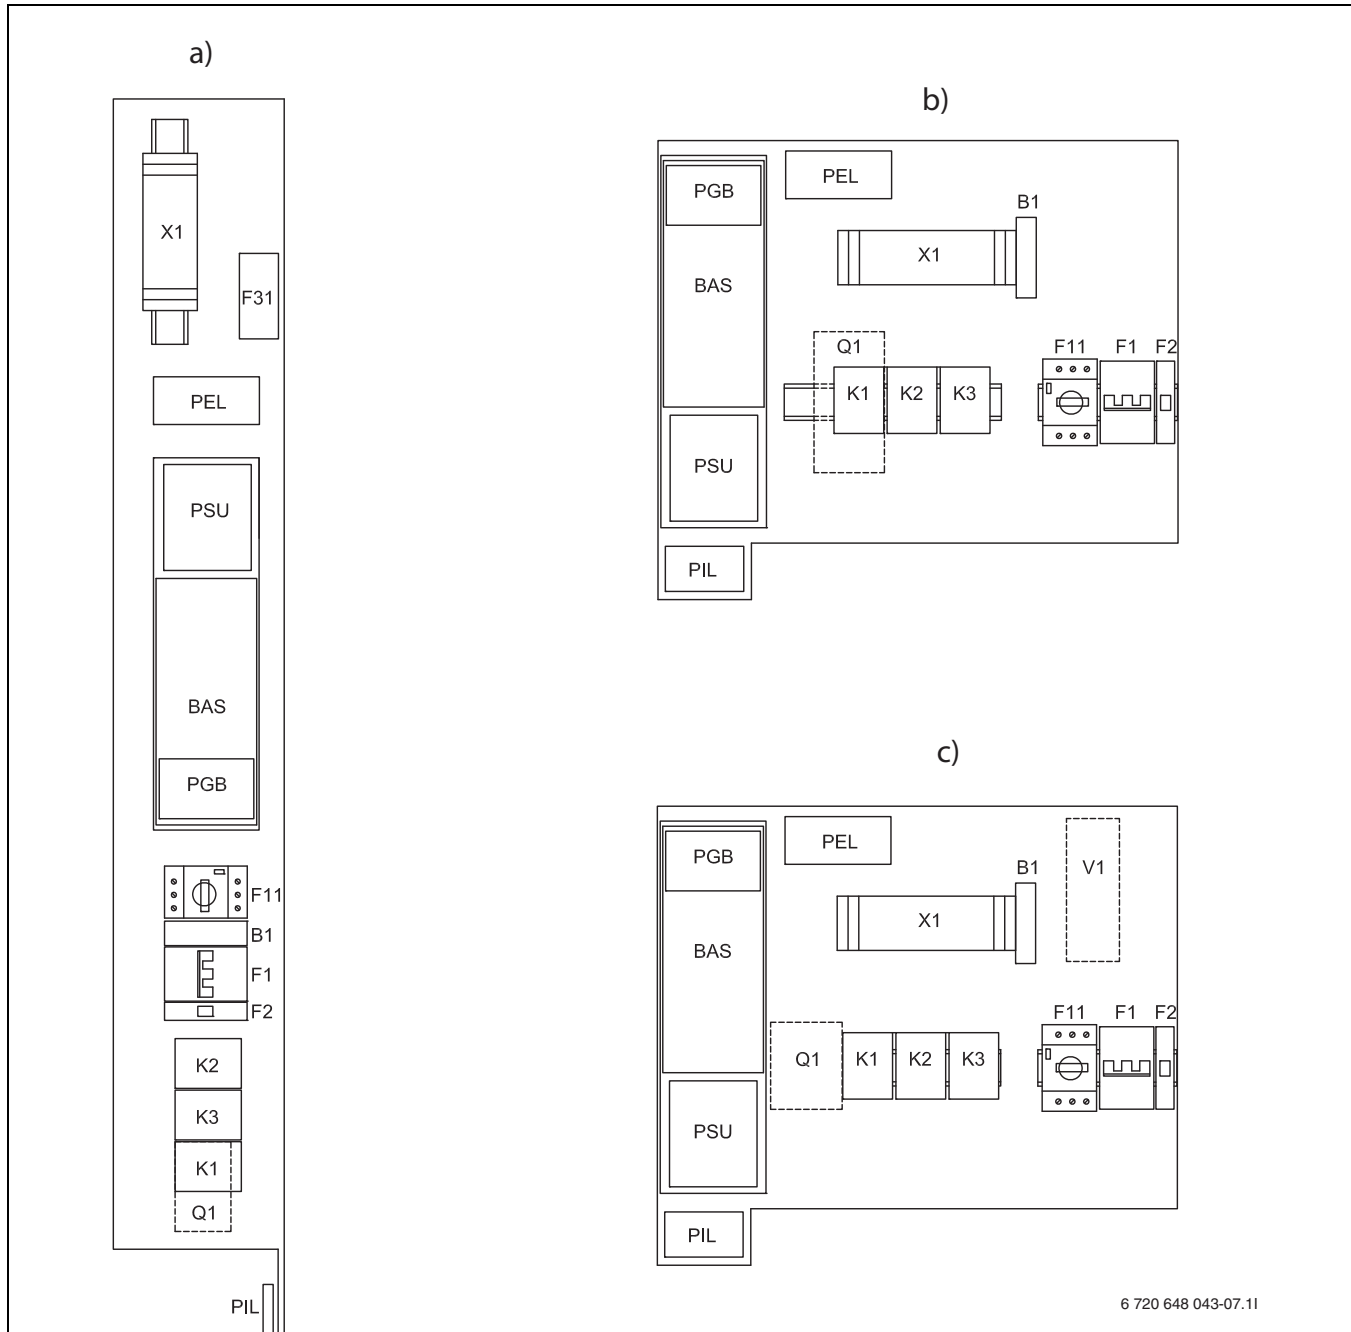 a)
X1
F31
PEL
PSU
BAS
PGB
F11
B1
F1
F2
K2
K3
K1
Q1
PIL
b)
PGB
PEL
B1
X1
BAS
Q1
F11 F1 F2
K1 K2 K3
PSU
PIL
c)
PGB
PEL
B1
V1
X1
BAS
F11 F1 F2
Q1 K1 K2 K3
PSU
PIL
6 720 648 043-07.1I